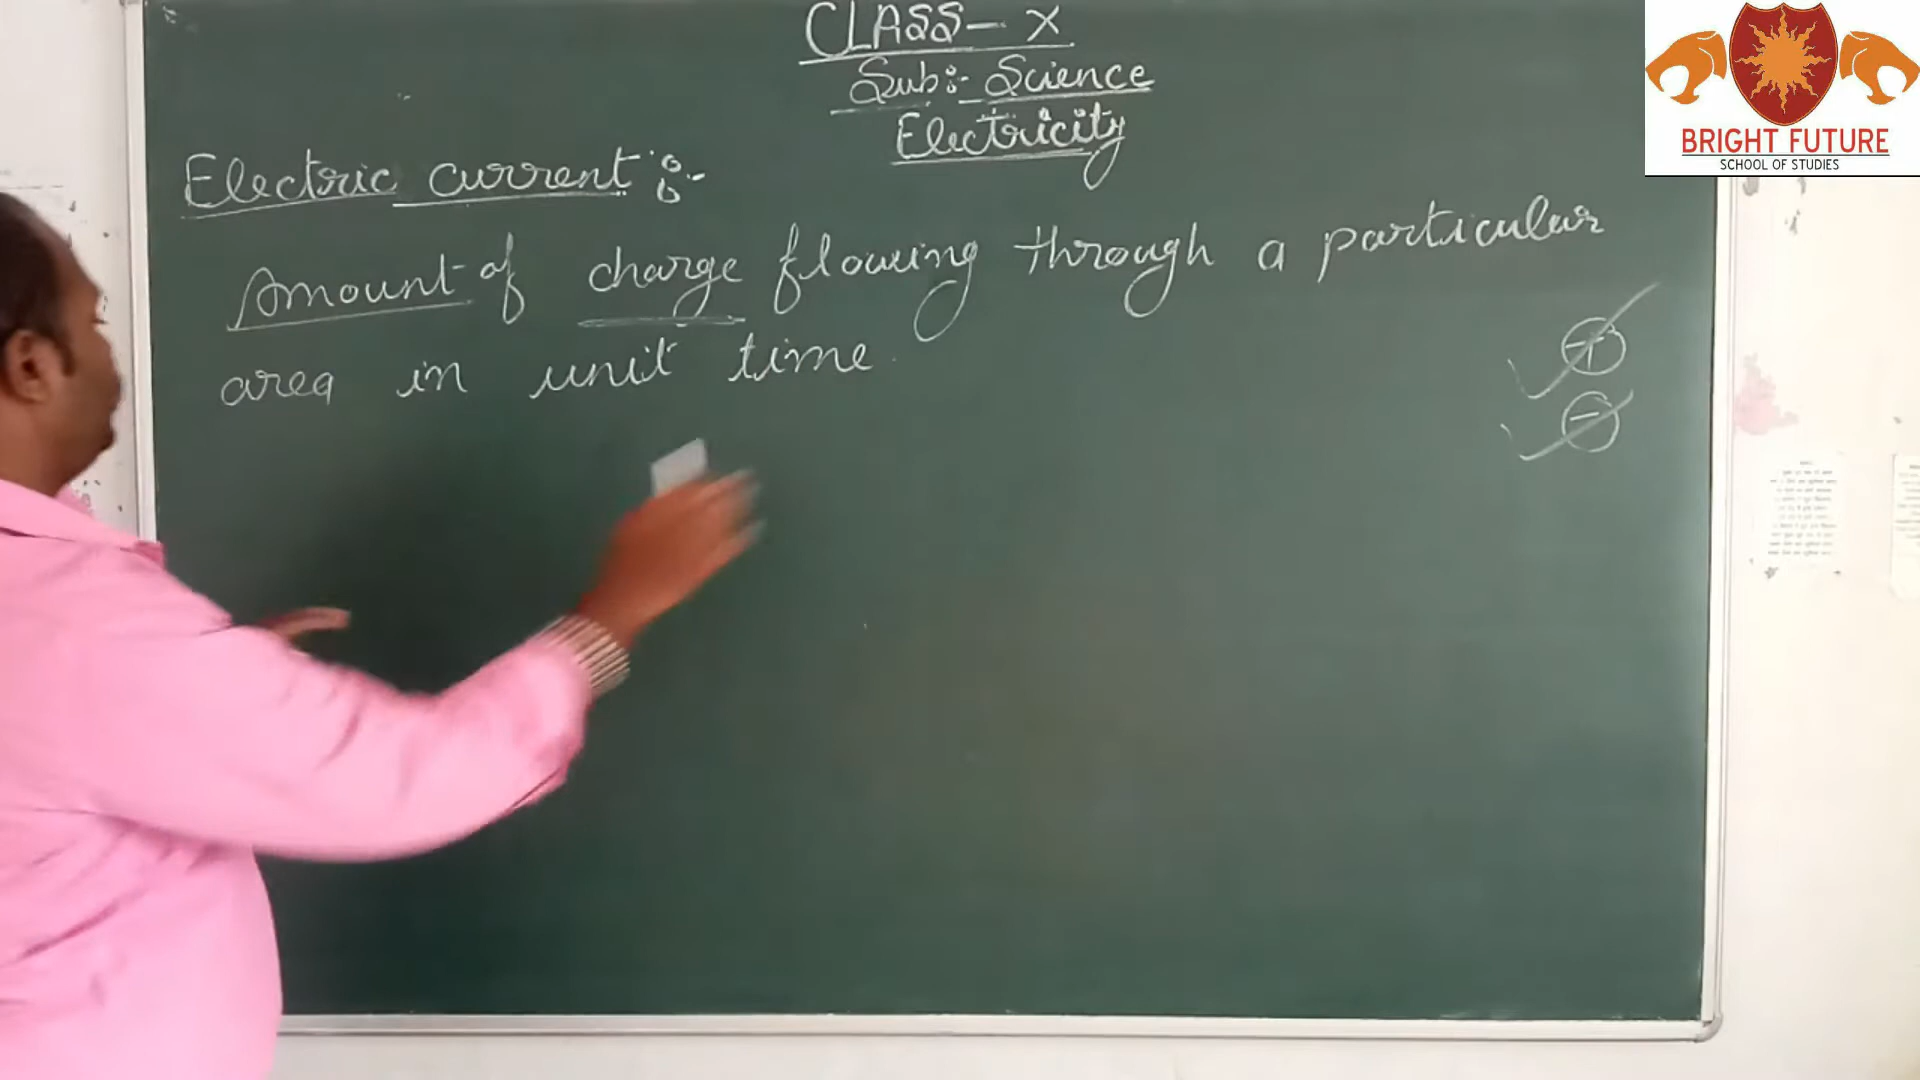 CLASS - X
Sub:- Science
Electricity
Electric current :-
Amount of charge flowing through a particular
area in unit time.
+
-
BRIGHT FUTURE
SCHOOL OF STUDIES